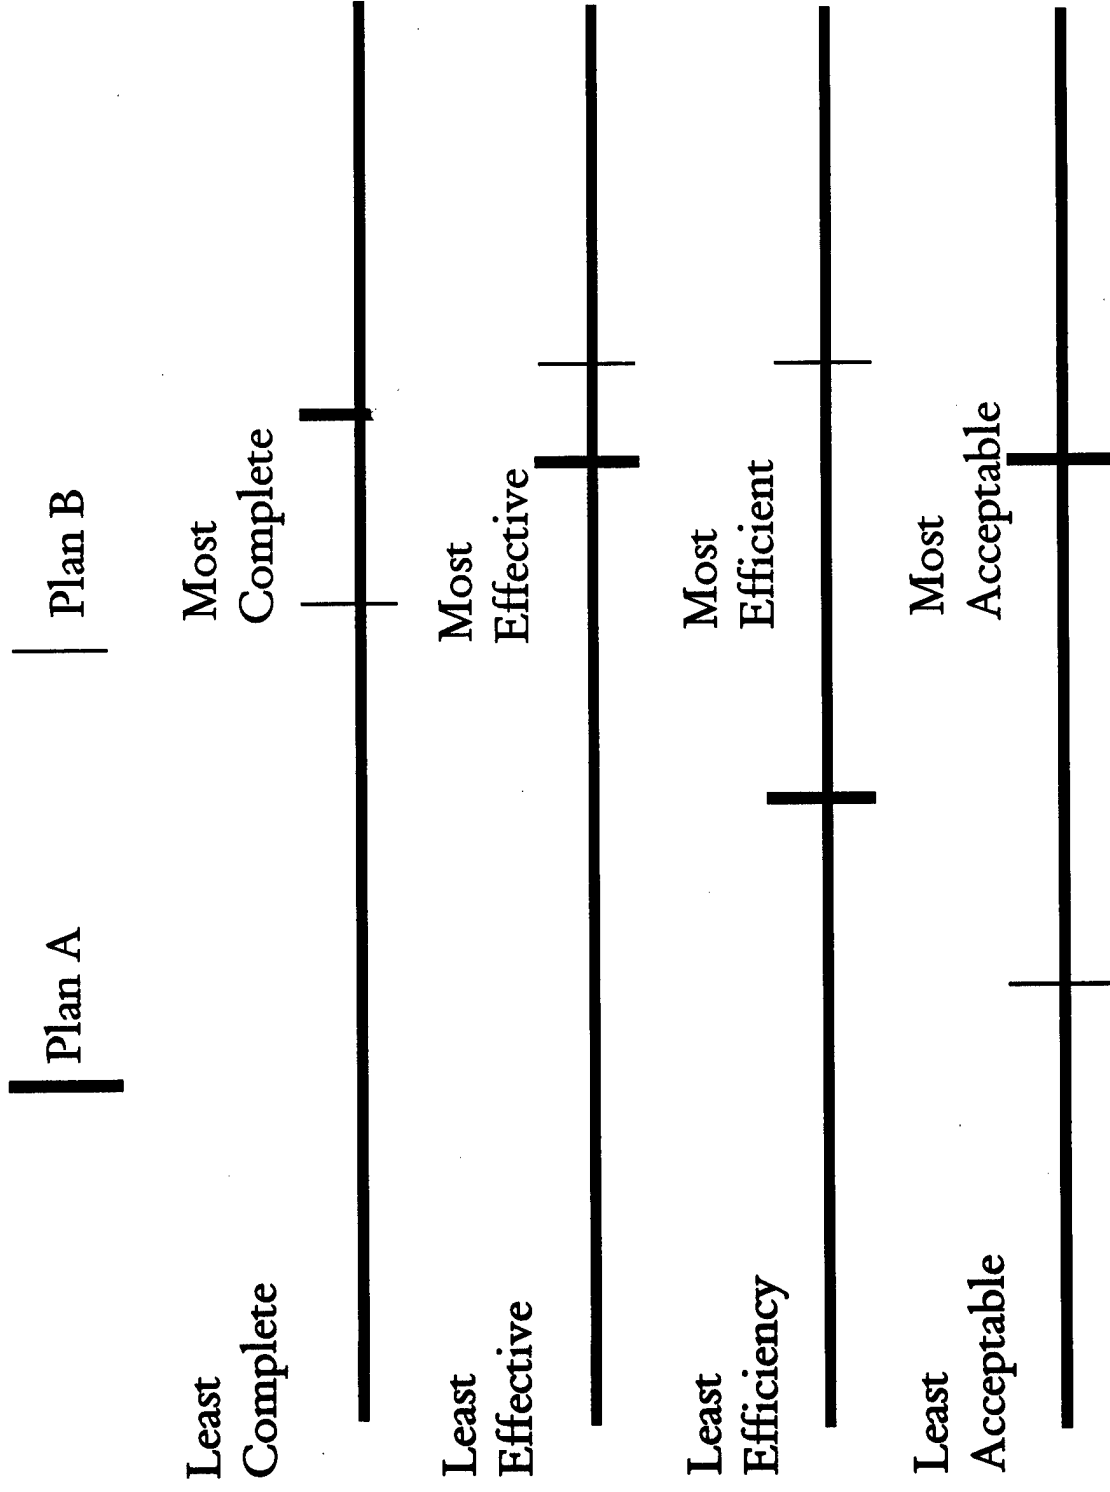 Plan A
Plan B
Least
Complete
Most
Complete
Least
Effective
Most
Effective
Least
Efficiency
Most
Efficient
Least
Acceptable
Most
Acceptable